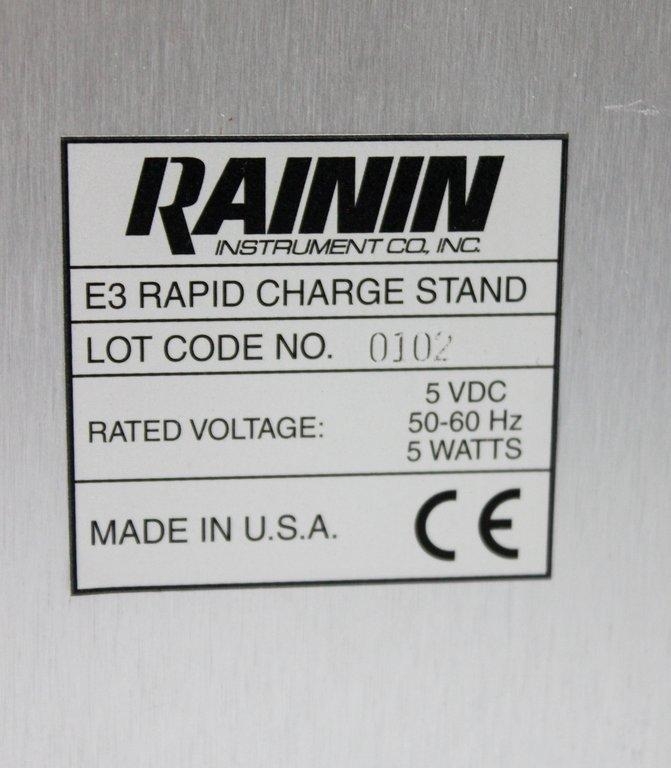 RAININ
INSTRUMENT CO., INC.
E3 RAPID CHARGE STAND
LOT CODE NO. 0102
RATED VOLTAGE:
5 VDC
50-60 Hz
5 WATTS
MADE IN U.S.A.
CE